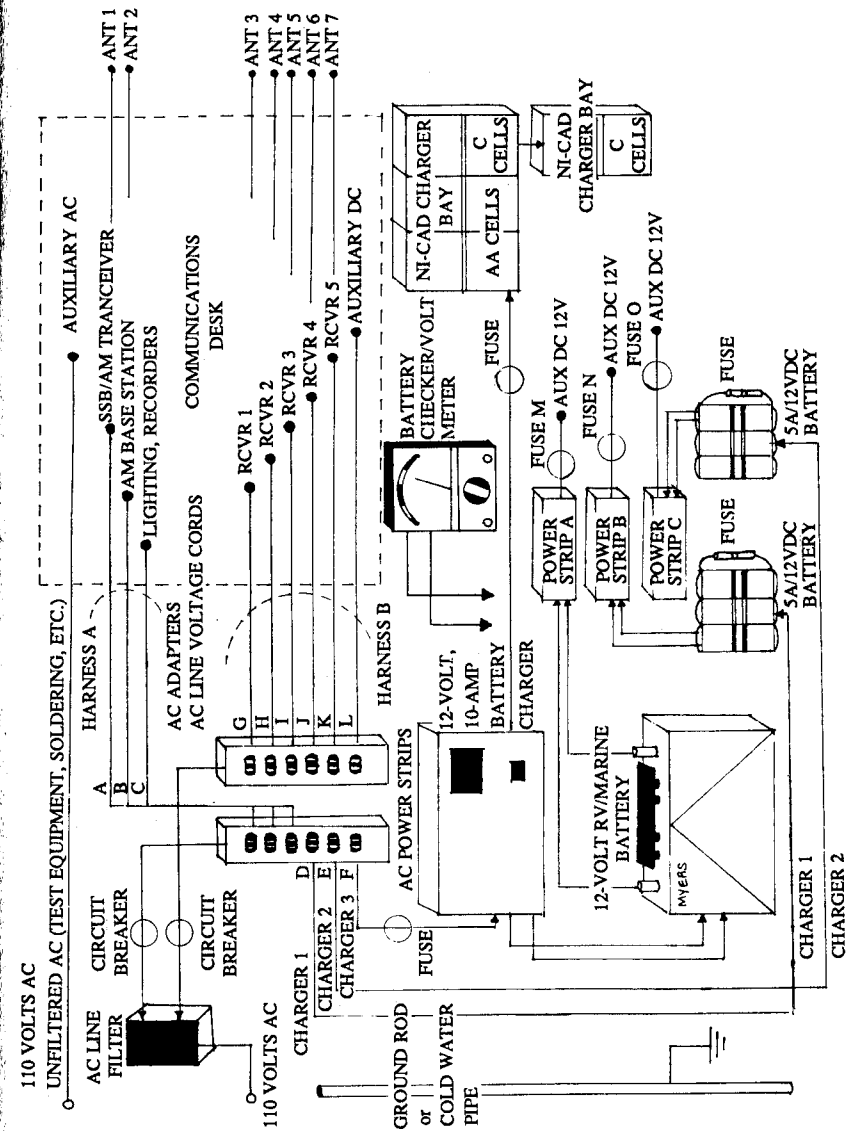 110 VOLTS AC
UNFILTERED AC (TEST EQUIPMENT, SOLDERING, ETC.)
AUXILIARY AC
ANT 1
ANT 2
HARNESS A
SSB/AM TRANCEIVER
AM BASE STATION
LIGHTING, RECORDERS
A
B
C
AC LINE
FILTER
CIRCUIT
BREAKER
CIRCUIT
BREAKER
AC ADAPTERS
AC LINE VOLTAGE CORDS
COMMUNICATIONS
DESK
110 VOLTS AC
G
H
I
J
K
L
RCVR 1
RCVR 2
RCVR 3
RCVR 4
RCVR 5
AUXILIARY DC
ANT 3
ANT 4
ANT 5
ANT 6
ANT 7
HARNESS B
CHARGER 1
CHARGER 2
CHARGER 3
D
E
F
AC POWER STRIPS
FUSE
GROUND ROD
or
COLD WATER
PIPE
12-VOLT,
10-AMP
BATTERY
CHARGER
BATTERY
CHECKER/VOLT
METER
FUSE
NI-CAD CHARGER
BAY
AA CELLS
C
CELLS
NI-CAD
CHARGER BAY
C
CELLS
12-VOLT RV/MARINE
BATTERY
MYERS
POWER
STRIP A
FUSE M
AUX DC 12V
POWER
STRIP B
FUSE N
AUX DC 12V
POWER
STRIP C
FUSE O
AUX DC 12V
FUSE
5A/12VDC
BATTERY
FUSE
5A/12VDC
BATTERY
CHARGER 1
CHARGER 2